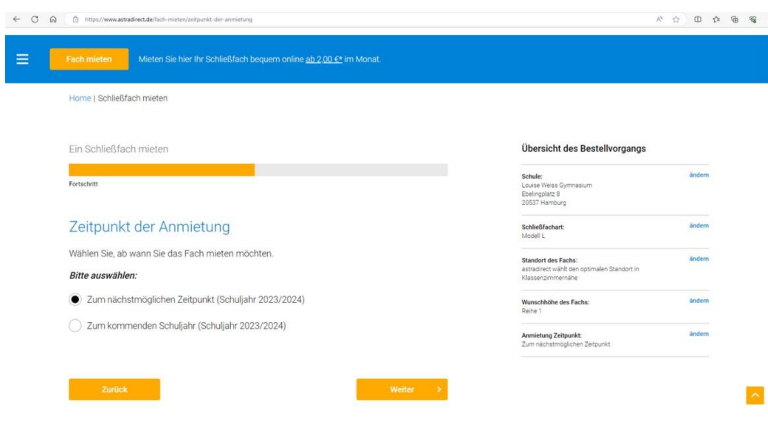 https://www.astradirect.de/fach-mieten/zeitpunkt-der-anmietung
Fach mieten
Mieten Sie hier Ihr Schließfach bequem online ab 2,00 €* im Monat.
Home | Schließfach mieten
Ein Schließfach mieten
Fortschritt
Zeitpunkt der Anmietung
Wählen Sie, ab wann Sie das Fach mieten möchten.
Bitte auswählen:
Zum nächstmöglichen Zeitpunkt (Schuljahr 2023/2024)
Zum kommenden Schuljahr (Schuljahr 2023/2024)
Zurück
Weiter
Übersicht des Bestellvorgangs
Schule: ändern
Louise Weiss Gymnasium
Ebelingplatz 8
20537 Hamburg
Schließfachart: ändern
Modell L
Standort des Fachs: ändern
astradirect wählt den optimalen Standort in
Klassenzimmernähe
Wunschhöhe des Fachs: ändern
Reihe 1
Anmietung Zeitpunkt: ändern
Zum nächstmöglichen Zeitpunkt